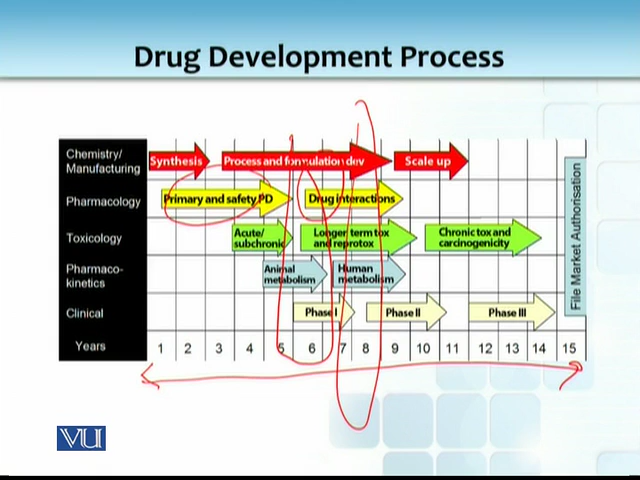 Drug Development Process
Chemistry/
Manufacturing
Synthesis
Process and formulation dev
Scale up
Pharmacology
Primary and safety PD
Drug interactions
Toxicology
Acute/
subchronic
Longer term tox
and reprotox
Chronic tox and
carcinogenicity
Pharmaco-
kinetics
Animal
metabolism
Human
metabolism
Clinical
Phase I
Phase II
Phase III
Years
1 2 3 4 5 6 7 8 9 10 11 12 13 14 15
File Market Authorisation
VU